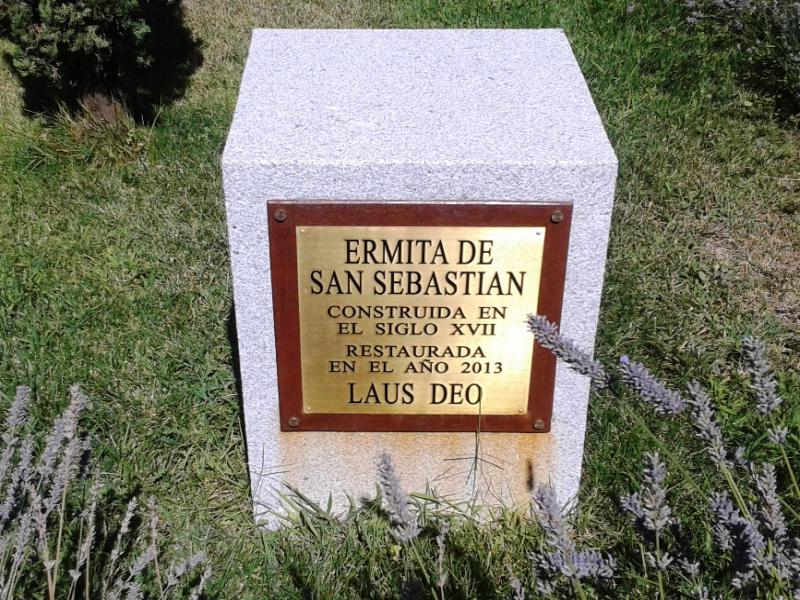 ERMITA DE
SAN SEBASTIAN
CONSTRUIDA EN
EL SIGLO XVII
RESTAURADA
EN EL AÑO 2013
LAUS DEO